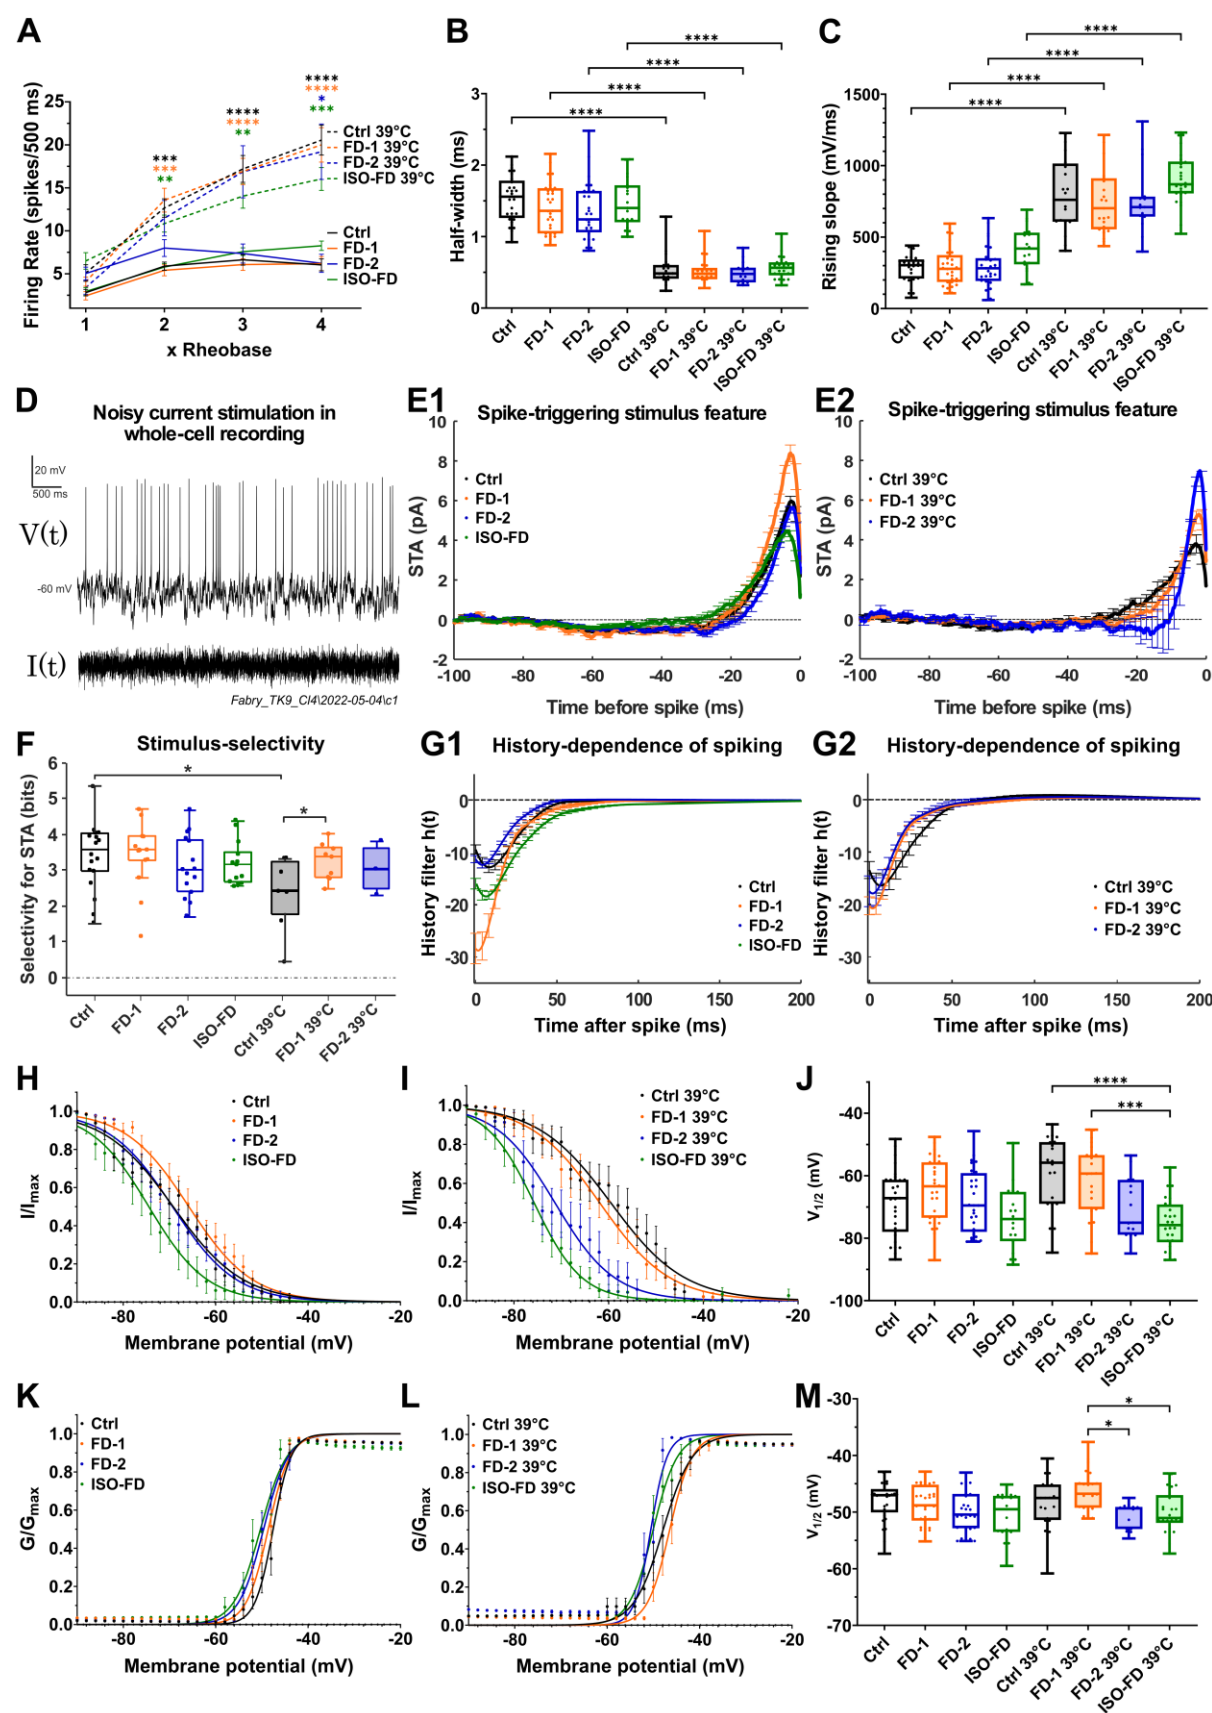 A
B
C
****
****
****
****
****
****
****
****
Firing Rate (spikes/500 ms)
25
20
15
10
5
1
2
3
4
x Rheobase
***
***
**
****
****
**
****
****
*
***
Ctrl 39°C
FD-1 39°C
FD-2 39°C
ISO-FD 39°C
Ctrl
FD-1
FD-2
ISO-FD
Half-width (ms)
3
2
1
0
Ctrl
FD-1
FD-2
ISO-FD
Ctrl 39°C
FD-1 39°C
FD-2 39°C
ISO-FD 39°C
Rising slope (mV/ms)
1500
1000
500
0
Ctrl
FD-1
FD-2
ISO-FD
Ctrl 39°C
FD-1 39°C
FD-2 39°C
ISO-FD 39°C
D
Noisy current stimulation in
whole-cell recording
20 mV
500 ms
V(t)
-60 mV
I(t)
Fabry_TK9_CI4\2022-05-04\c1
E1
Spike-triggering stimulus feature
STA (pA)
10
8
6
4
2
0
-2
Ctrl
FD-1
FD-2
ISO-FD
-100
-80
-60
-40
-20
0
Time before spike (ms)
E2
Spike-triggering stimulus feature
STA (pA)
10
8
6
4
2
0
-2
Ctrl 39°C
FD-1 39°C
FD-2 39°C
-100
-80
-60
-40
-20
0
Time before spike (ms)
F
Stimulus-selectivity
Selectivity for STA (bits)
6
5
4
3
2
1
0
*
*
Ctrl
FD-1
FD-2
ISO-FD
Ctrl 39°C
FD-1 39°C
FD-2 39°C
G1
History-dependence of spiking
History filter h(t)
0
-10
-20
-30
Ctrl
FD-1
FD-2
ISO-FD
0
50
100
150
200
Time after spike (ms)
G2
History-dependence of spiking
History filter h(t)
0
-10
-20
-30
Ctrl 39°C
FD-1 39°C
FD-2 39°C
0
50
100
150
200
Time after spike (ms)
H
I/Imax
1.0
0.8
0.6
0.4
0.2
0.0
Ctrl
FD-1
FD-2
ISO-FD
-80
-60
-40
-20
Membrane potential (mV)
I
I/Imax
1.0
0.8
0.6
0.4
0.2
0.0
Ctrl 39°C
FD-1 39°C
FD-2 39°C
ISO-FD 39°C
-80
-60
-40
-20
Membrane potential (mV)
J
V1/2 (mV)
-40
-60
-80
-100
****
***
Ctrl
FD-1
FD-2
ISO-FD
Ctrl 39°C
FD-1 39°C
FD-2 39°C
ISO-FD 39°C
K
G/Gmax
1.0
0.8
0.6
0.4
0.2
0.0
Ctrl
FD-1
FD-2
ISO-FD
-80
-60
-40
-20
Membrane potential (mV)
L
G/Gmax
1.0
0.8
0.6
0.4
0.2
0.0
Ctrl 39°C
FD-1 39°C
FD-2 39°C
ISO-FD 39°C
-80
-60
-40
-20
Membrane potential (mV)
M
V1/2 (mV)
-30
-40
-50
-60
-70
*
*
Ctrl
FD-1
FD-2
ISO-FD
Ctrl 39°C
FD-1 39°C
FD-2 39°C
ISO-FD 39°C